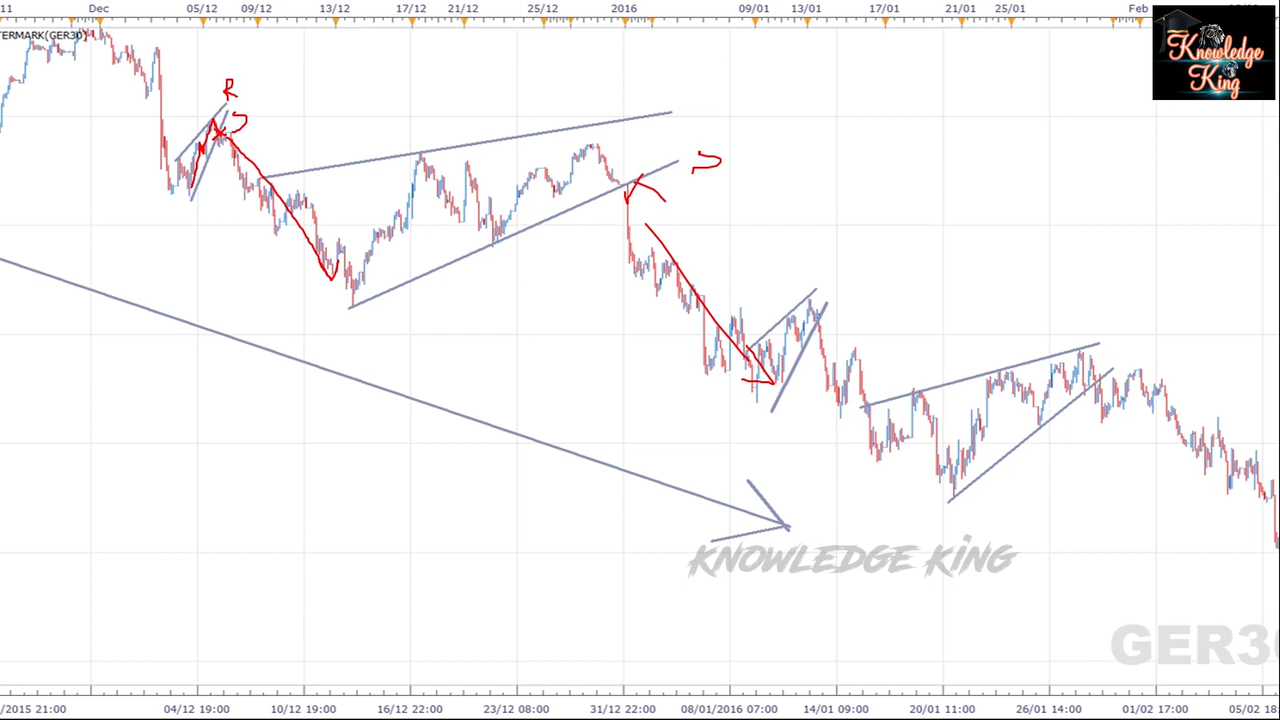 11 Dec 05/12 09/12 13/12 17/12 21/12 25/12 2016 09/01 13/01 17/01 21/01 25/01 Feb
TERMARK(GER30)
Knowledge
King
R
KNOWLEDGE KING
GER30
/2015 21:00 04/12 19:00 10/12 19:00 16/12 22:00 23/12 08:00 31/12 22:00 08/01/2016 07:00 14/01 09:00 20/01 11:00 26/01 14:00 01/02 17:00 05/02 18